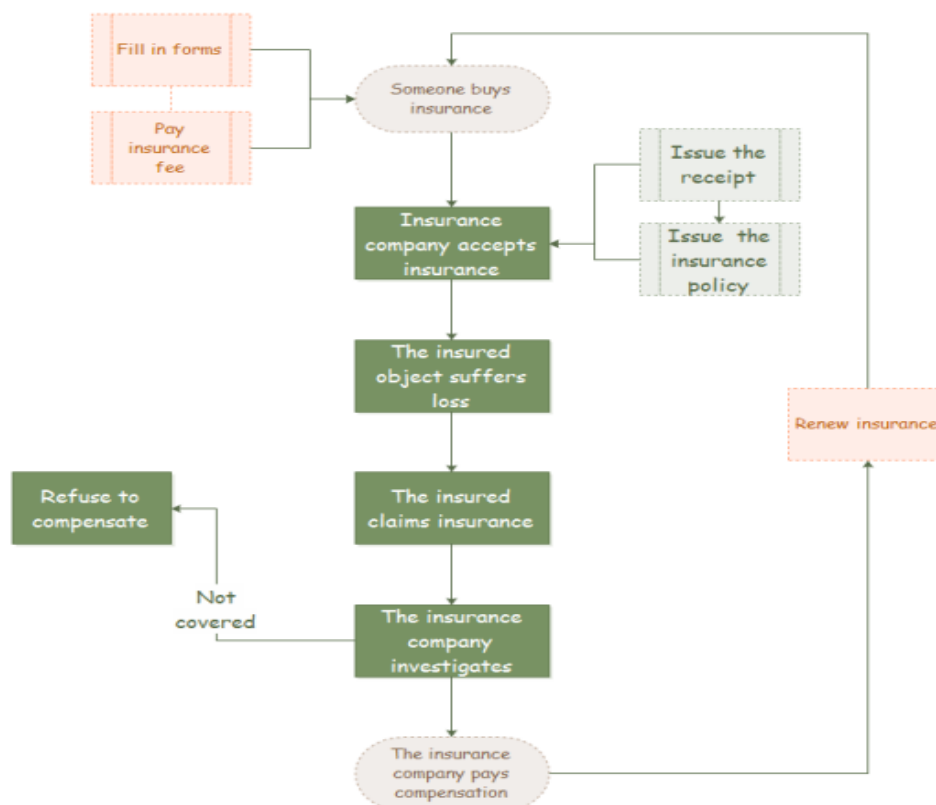 Fill in forms
Pay
insurance
fee
Someone buys
insurance
Issue the
receipt
Issue the
insurance
policy
Insurance
company accepts
insurance
The insured
object suffers
loss
Renew insurance
Refuse to
compensate
The insured
claims insurance
Not
covered
The insurance
company
investigates
The insurance
company pays
compensation